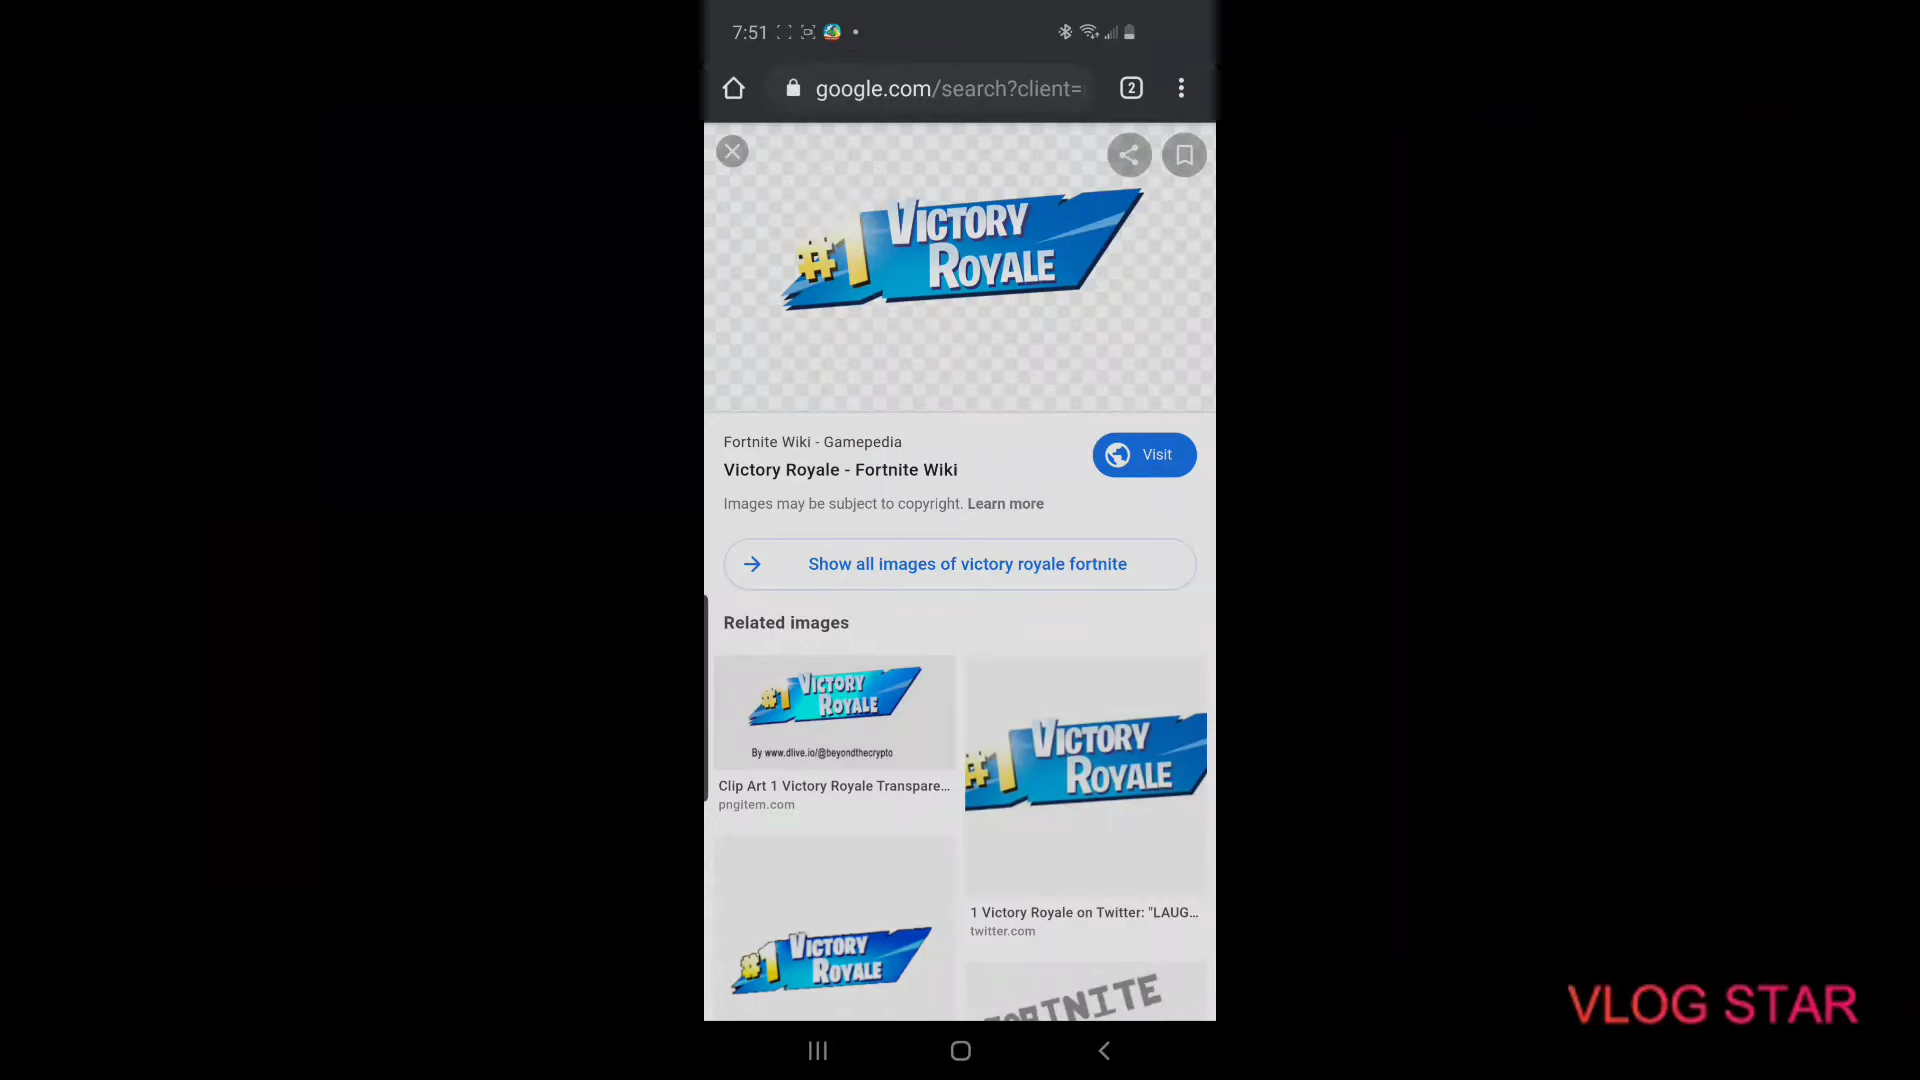 7:51
google.com/search?client=
2
#1 VICTORY
ROYALE
Fortnite Wiki - Gamepedia
Victory Royale - Fortnite Wiki
Visit
Images may be subject to copyright. Learn more
Show all images of victory royale fortnite
Related images
#1 VICTORY
ROYALE
By www.dlive.io/@beyondthecrypto
Clip Art 1 Victory Royale Transpare...
pngitem.com
#1 VICTORY
ROYALE
1 Victory Royale on Twitter: "LAUG...
twitter.com
#1 VICTORY
ROYALE
FORTNITE
VLOG STAR